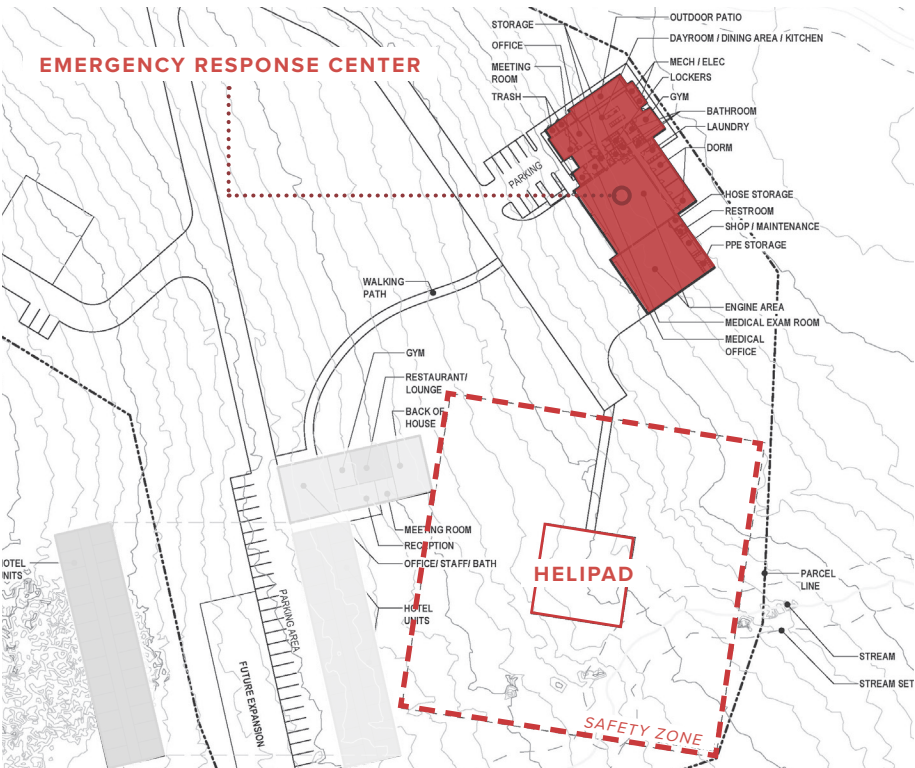 STORAGE
OUTDOOR PATIO
OFFICE
DAYROOM / DINING AREA / KITCHEN
EMERGENCY RESPONSE CENTER
MEETING
ROOM
MECH / ELEC
LOCKERS
TRASH
GYM
BATHROOM
LAUNDRY
DORM
PARKING
HOSE STORAGE
RESTROOM
SHOP / MAINTENANCE
PPE STORAGE
WALKING
PATH
ENGINE AREA
MEDICAL EXAM ROOM
MEDICAL
OFFICE
GYM
RESTAURANT/
LOUNGE
BACK OF
HOUSE
MEETING ROOM
RECEPTION
OFFICE/ STAFF/ BATH
HOTEL
UNITS
HELIPAD
PARCEL
LINE
OTEL
NITS
PARKING AREA
FUTURE EXPANSION
STREAM
STREAM SET
SAFETY ZONE